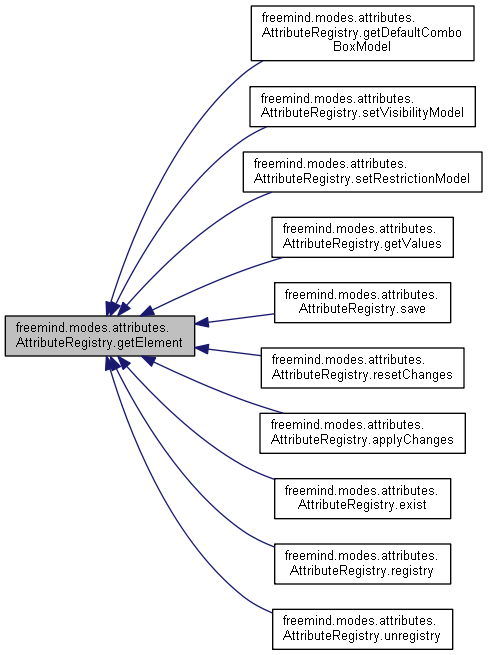 freemind.modes.attributes.
AttributeRegistry.getDefaultCombo
BoxModel
freemind.modes.attributes.
AttributeRegistry.setVisibilityModel
freemind.modes.attributes.
AttributeRegistry.setRestrictionModel
freemind.modes.attributes.
AttributeRegistry.getValues
freemind.modes.attributes.
AttributeRegistry.save
freemind.modes.attributes.
AttributeRegistry.getElement
freemind.modes.attributes.
AttributeRegistry.resetChanges
freemind.modes.attributes.
AttributeRegistry.applyChanges
freemind.modes.attributes.
AttributeRegistry.exist
freemind.modes.attributes.
AttributeRegistry.registry
freemind.modes.attributes.
AttributeRegistry.unregistry